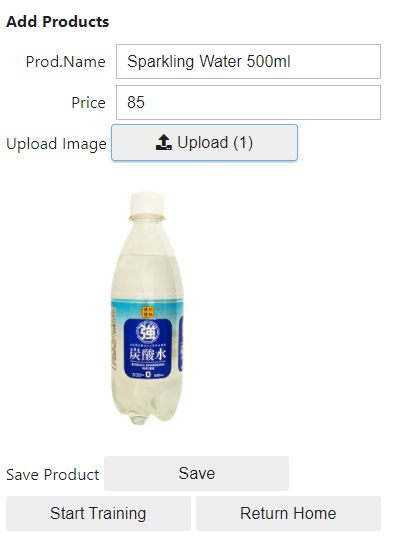 Add Products
Prod.Name Sparkling Water 500ml
Price 85
Upload Image Upload (1)
強
炭酸水
Save Product Save
Start Training Return Home